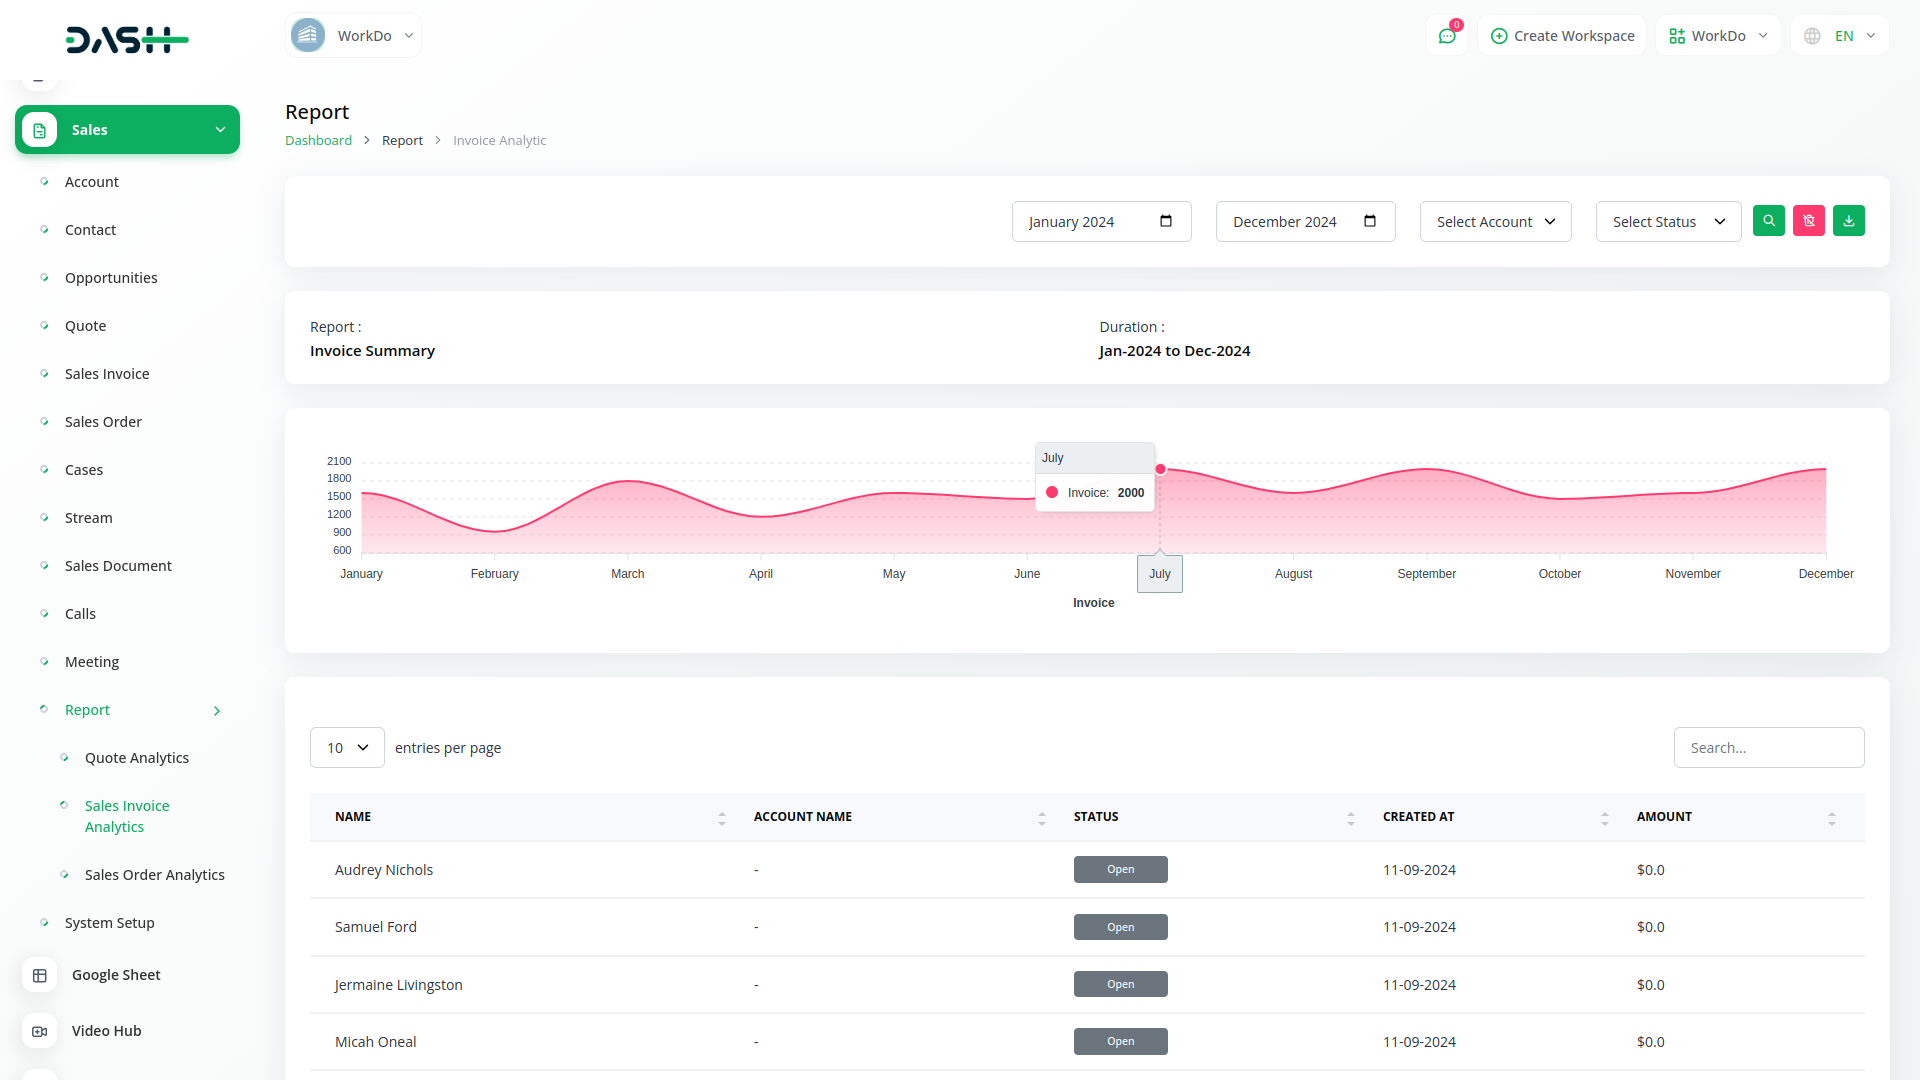 DASH
WorkDo
0
Create Workspace
WorkDo
EN
Sales
Account
Contact
Opportunities
Quote
Sales Invoice
Sales Order
Cases
Stream
Sales Document
Calls
Meeting
Report
Quote Analytics
Sales Invoice
Analytics
Sales Order Analytics
System Setup
Google Sheet
Video Hub
Report
Dashboard > Report > Invoice Analytic
January 2024
December 2024
Select Account
Select Status
Report :
Invoice Summary
Duration :
Jan-2024 to Dec-2024
2100
1800
1500
1200
900
600
July
Invoice: 2000
January February March April May June July August September October November December
Invoice
10 entries per page
Search...
NAME ACCOUNT NAME STATUS CREATED AT AMOUNT
Audrey Nichols - Open 11-09-2024 $0.0
Samuel Ford - Open 11-09-2024 $0.0
Jermaine Livingston - Open 11-09-2024 $0.0
Micah Oneal - Open 11-09-2024 $0.0